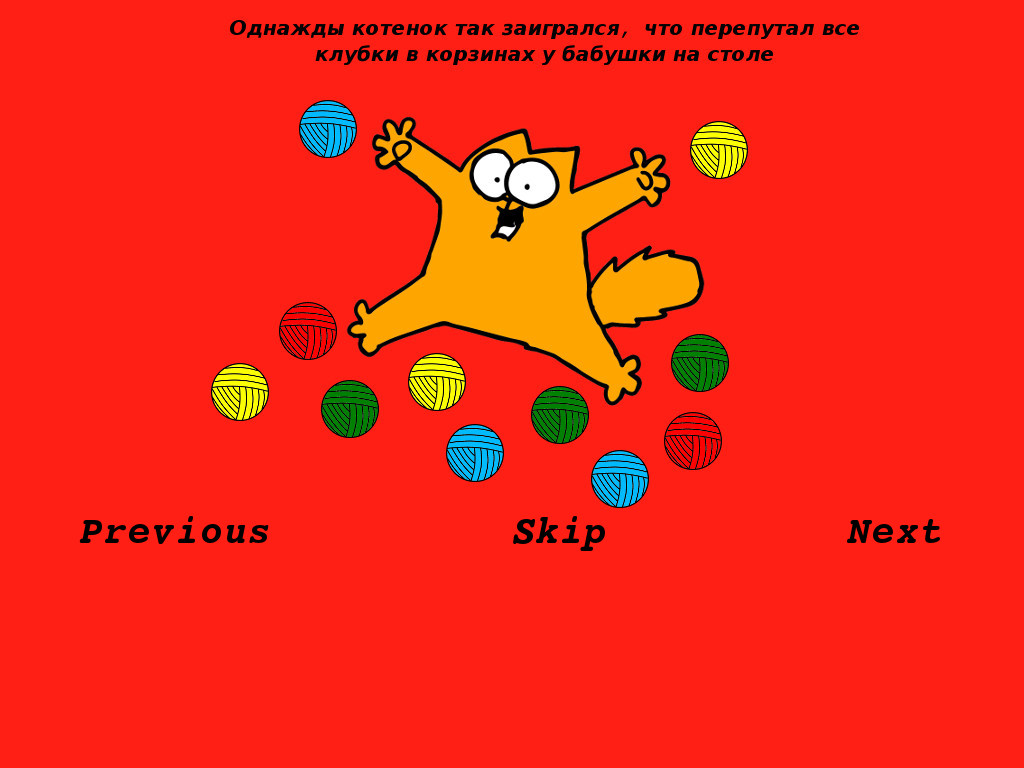 Однажды котенок так заигрался, что перепутал все
клубки в корзинах у бабушки на столе
Previous Skip Next